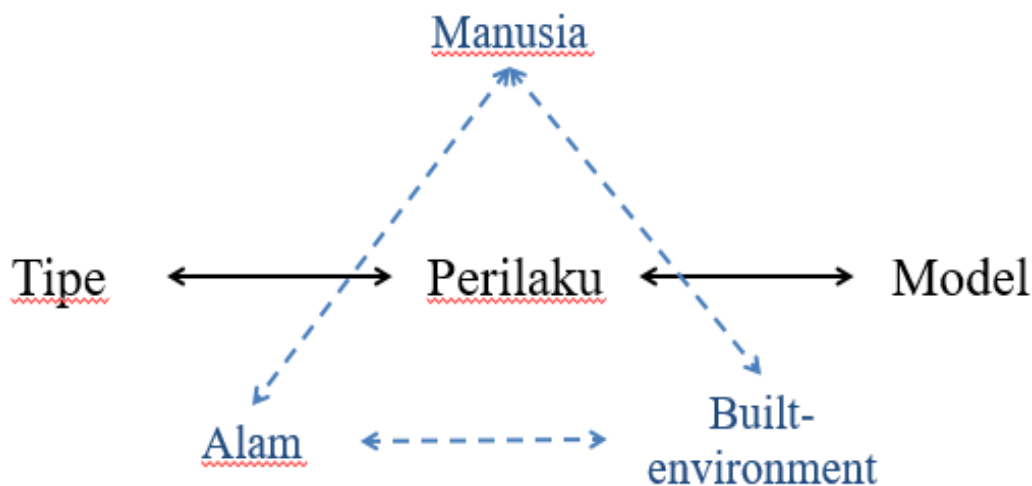 Manusia
Tipe Perilaku Model
Alam
Built-
environment